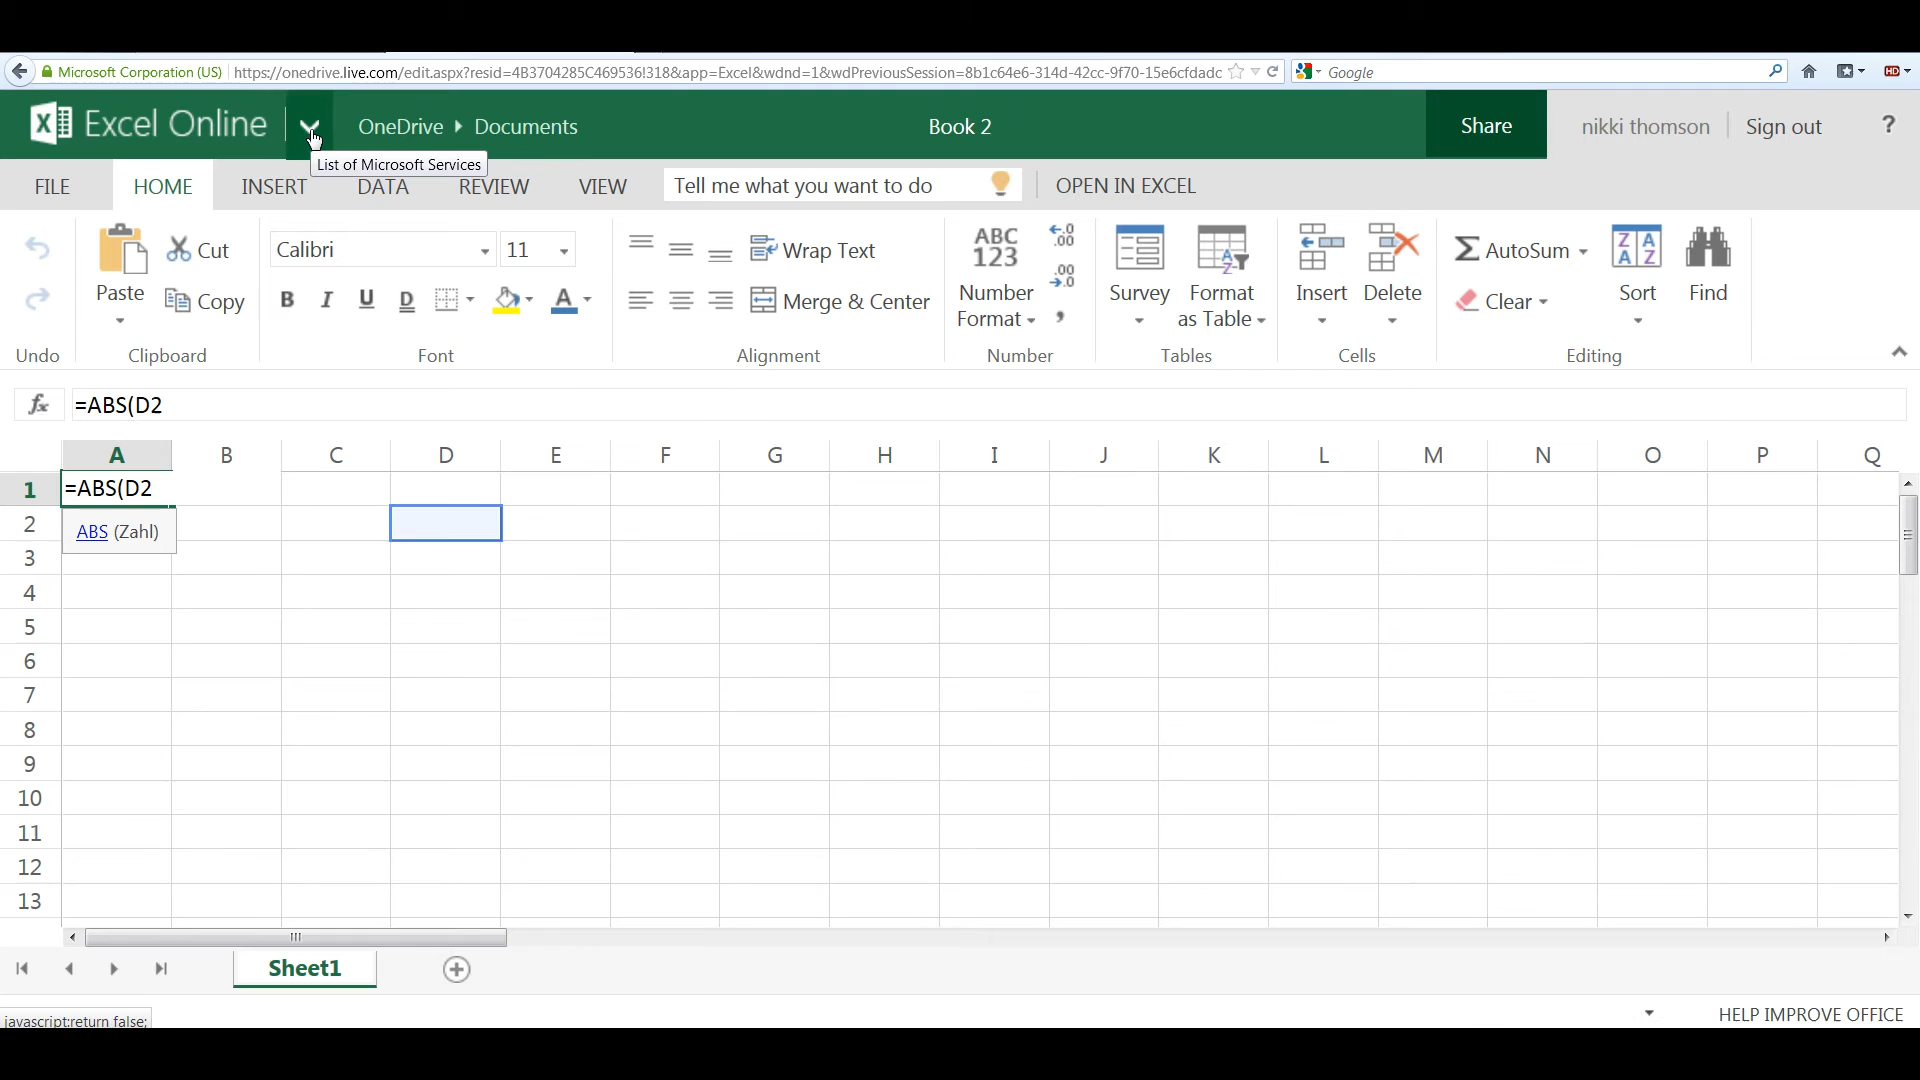 Microsoft Corporation (US) https://onedrive.live.com/edit.aspx?resid=4B3704285C469536!318&app=Excel&wdnd=1&wdPreviousSession=8b1c64e6-314d-42cc-9f70-15e6cfdadc Google HD
Excel Online OneDrive Documents Book 2 Share nikki thomson Sign out ?
List of Microsoft Services
FILE HOME INSERT DATA REVIEW VIEW Tell me what you want to do OPEN IN EXCEL
Paste Cut Copy
Calibri 11
B I U D A
Wrap Text
Merge & Center
ABC 123
Number Format
←.0 .00
.00 →.0
,
Survey
Format as Table
Insert Delete
Σ AutoSum
Clear
Z A A Z
Sort Find
Undo Clipboard Font Alignment Number Tables Cells Editing
fx =ABS(D2
A B C D E F G H I J K L M N O P Q
1 =ABS(D2
ABS (Zahl)
2
3
4
5
6
7
8
9
10
11
12
13
Sheet1
javascript:return false;
HELP IMPROVE OFFICE